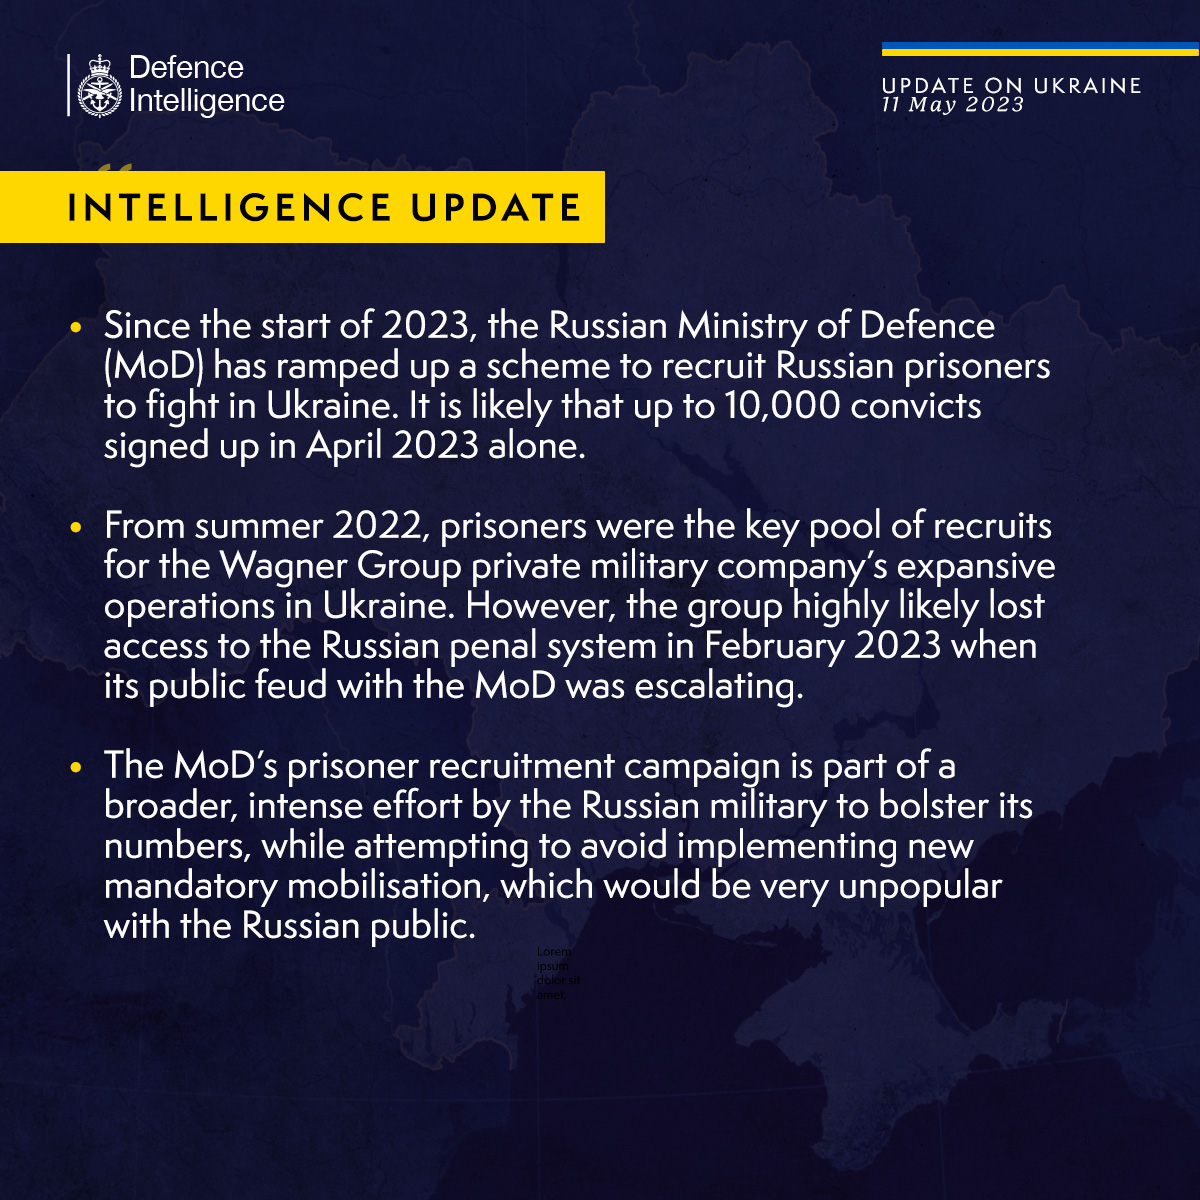 Defence
Intelligence
UPDATE ON UKRAINE
11 May 2023
“
INTELLIGENCE UPDATE
• Since the start of 2023, the Russian Ministry of Defence
(MoD) has ramped up a scheme to recruit Russian prisoners
to fight in Ukraine. It is likely that up to 10,000 convicts
signed up in April 2023 alone.
• From summer 2022, prisoners were the key pool of recruits
for the Wagner Group private military company’s expansive
operations in Ukraine. However, the group highly likely lost
access to the Russian penal system in February 2023 when
its public feud with the MoD was escalating.
• The MoD’s prisoner recruitment campaign is part of a
broader, intense effort by the Russian military to bolster its
numbers, while attempting to avoid implementing new
mandatory mobilisation, which would be very unpopular
with the Russian public.
Lorem
ipsum
dolor sit
amet.